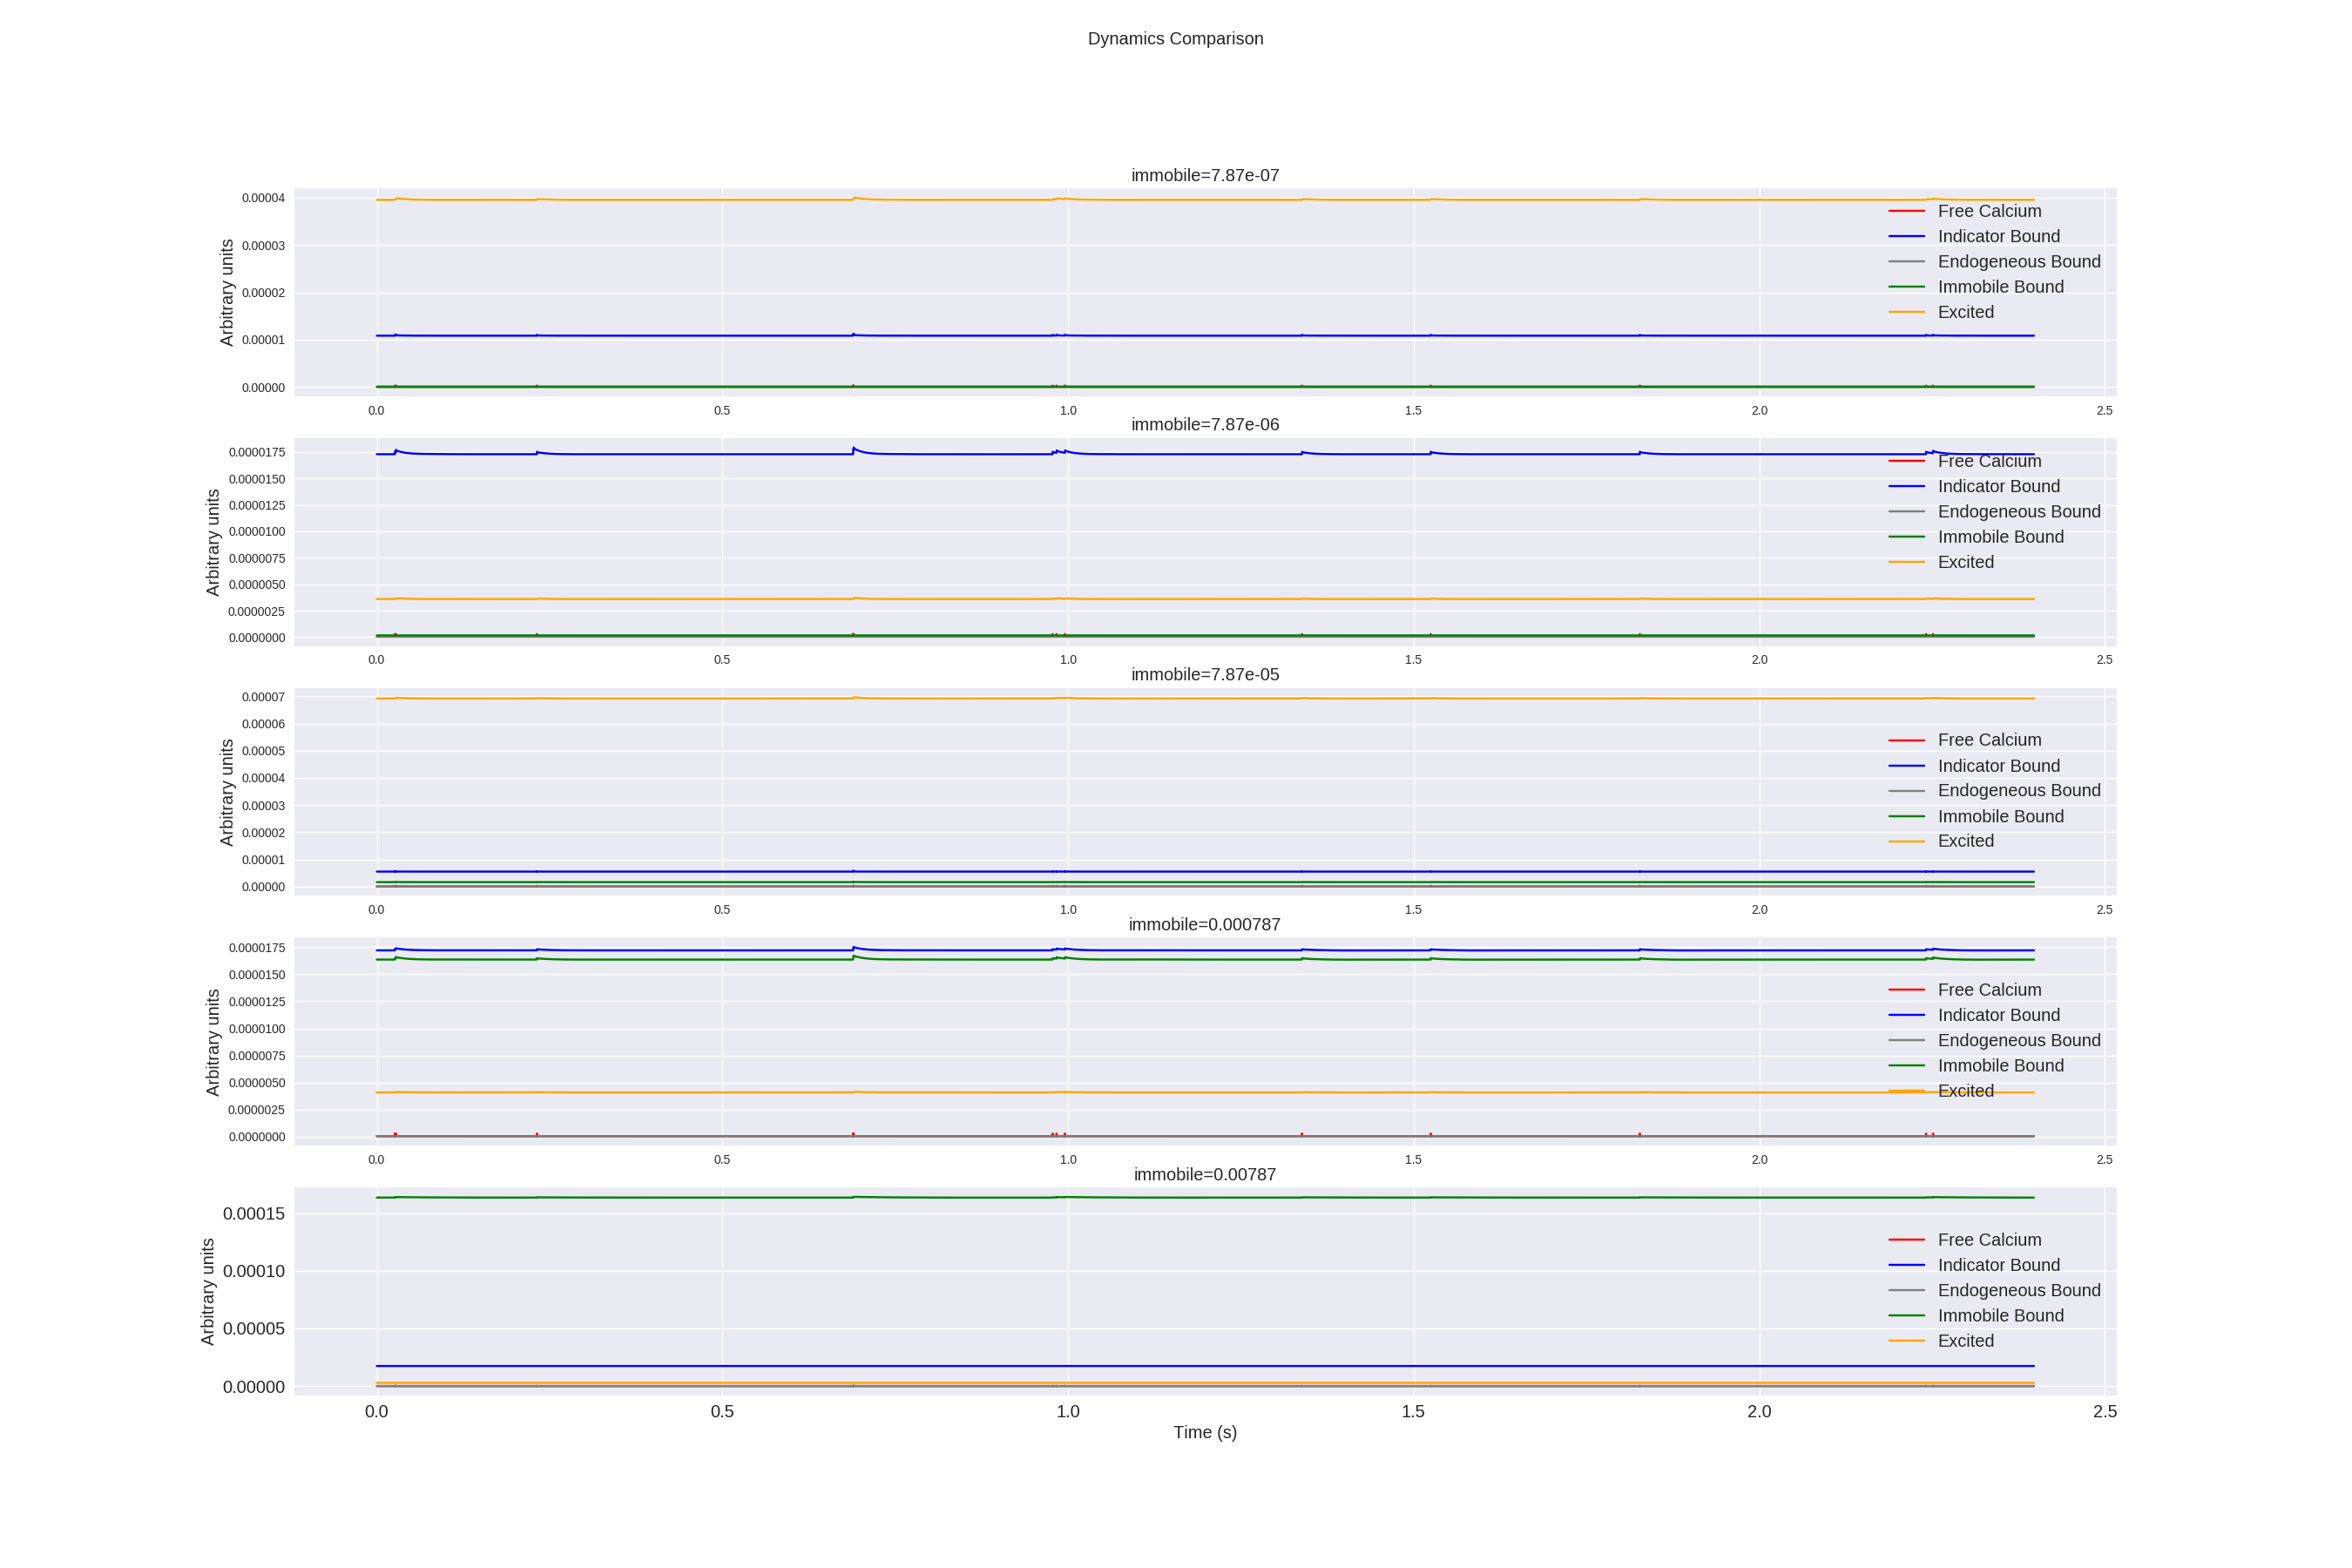 Dynamics Comparison
immobile=7.87e-07
Arbitrary units
0.00004
0.00003
0.00002
0.00001
0.00000
Free Calcium
Indicator Bound
Endogeneous Bound
Immobile Bound
Excited
0.0 0.5 1.0 1.5 2.0 2.5
immobile=7.87e-06
Arbitrary units
0.0000175
0.0000150
0.0000125
0.0000100
0.0000075
0.0000050
0.0000025
0.0000000
Free Calcium
Indicator Bound
Endogeneous Bound
Immobile Bound
Excited
0.0 0.5 1.0 1.5 2.0 2.5
immobile=7.87e-05
Arbitrary units
0.00007
0.00006
0.00005
0.00004
0.00003
0.00002
0.00001
0.00000
Free Calcium
Indicator Bound
Endogeneous Bound
Immobile Bound
Excited
0.0 0.5 1.0 1.5 2.0 2.5
immobile=0.000787
Arbitrary units
0.0000175
0.0000150
0.0000125
0.0000100
0.0000075
0.0000050
0.0000025
0.0000000
Free Calcium
Indicator Bound
Endogeneous Bound
Immobile Bound
Excited
0.0 0.5 1.0 1.5 2.0 2.5
immobile=0.00787
Arbitrary units
0.00015
0.00010
0.00005
0.00000
Free Calcium
Indicator Bound
Endogeneous Bound
Immobile Bound
Excited
0.0 0.5 1.0 1.5 2.0 2.5
Time (s)